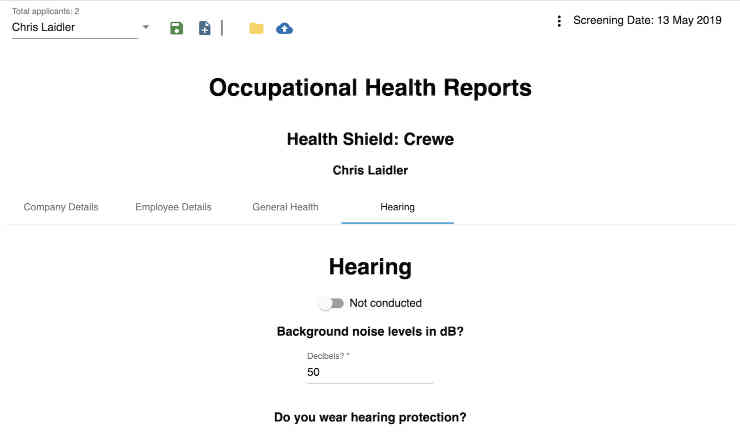 Total applicants: 2
Chris Laidler
Screening Date: 13 May 2019
Occupational Health Reports
Health Shield: Crewe
Chris Laidler
Company Details
Employee Details
General Health
Hearing
Hearing
Not conducted
Background noise levels in dB?
Decibels? *
50
Do you wear hearing protection?